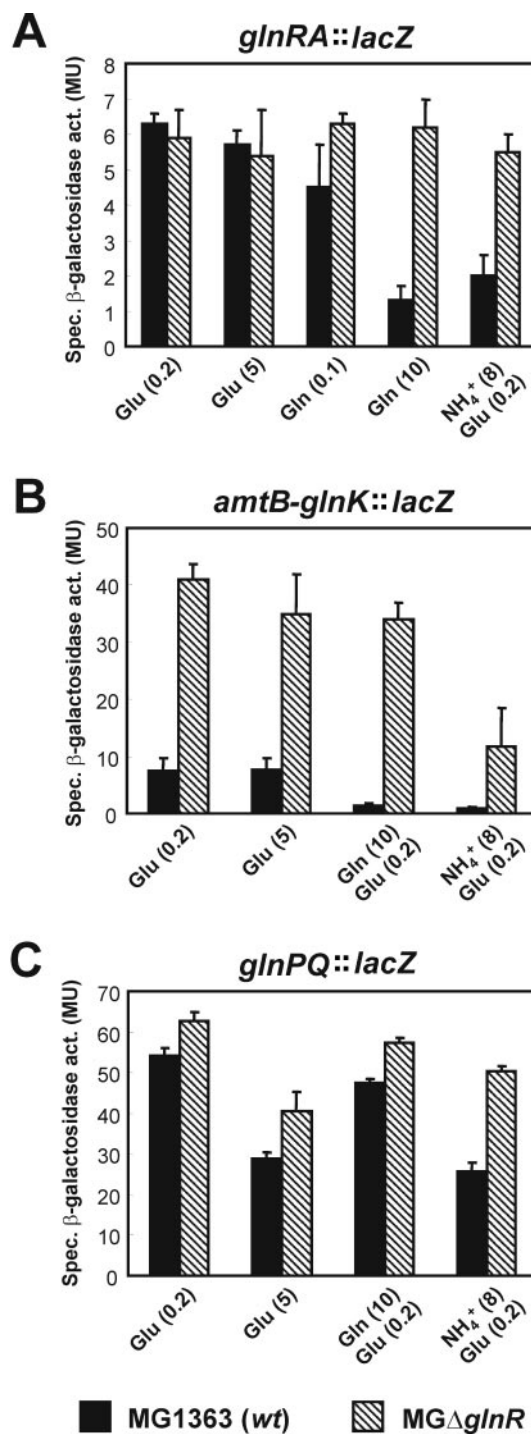 A
glnRA::lacZ
Spec. β-galactosidase act. (MU)
8
7
6
5
4
3
2
1
0
Glu (0.2)
Glu (5)
Gln (0.1)
Gln (10)
NH₄⁺ (8)
Glu (0.2)
B
amtB-glnK::lacZ
Spec. β-galactosidase act. (MU)
50
40
30
20
10
0
Glu (0.2)
Glu (5)
Gln (10)
Glu (0.2)
NH₄⁺ (8)
Glu (0.2)
C
glnPQ::lacZ
Spec. β-galactosidase act. (MU)
70
60
50
40
30
20
10
0
Glu (0.2)
Glu (5)
Gln (10)
Glu (0.2)
NH₄⁺ (8)
Glu (0.2)
MG1363 (wt)
MGΔglnR